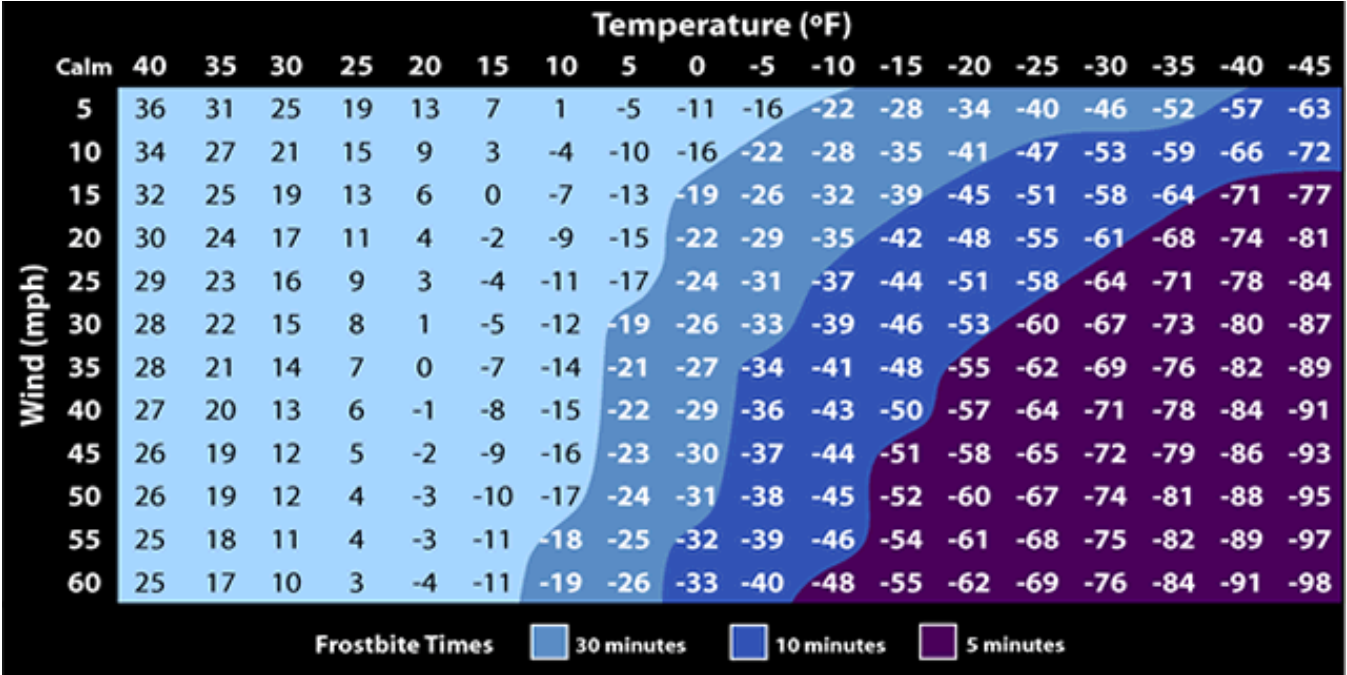 Temperature (ºF)
Calm 40 35 30 25 20 15 10 5 0 -5 -10 -15 -20 -25 -30 -35 -40 -45
5 36 31 25 19 13 7 1 -5 -11 -16 -22 -28 -34 -40 -46 -52 -57 -63
10 34 27 21 15 9 3 -4 -10 -16 -22 -28 -35 -41 -47 -53 -59 -66 -72
15 32 25 19 13 6 0 -7 -13 -19 -26 -32 -39 -45 -51 -58 -64 -71 -77
20 30 24 17 11 4 -2 -9 -15 -22 -29 -35 -42 -48 -55 -61 -68 -74 -81
25 29 23 16 9 3 -4 -11 -17 -24 -31 -37 -44 -51 -58 -64 -71 -78 -84
30 28 22 15 8 1 -5 -12 -19 -26 -33 -39 -46 -53 -60 -67 -73 -80 -87
35 28 21 14 7 0 -7 -14 -21 -27 -34 -41 -48 -55 -62 -69 -76 -82 -89
40 27 20 13 6 -1 -8 -15 -22 -29 -36 -43 -50 -57 -64 -71 -78 -84 -91
45 26 19 12 5 -2 -9 -16 -23 -30 -37 -44 -51 -58 -65 -72 -79 -86 -93
50 26 19 12 4 -3 -10 -17 -24 -31 -38 -45 -52 -60 -67 -74 -81 -88 -95
55 25 18 11 4 -3 -11 -18 -25 -32 -39 -46 -54 -61 -68 -75 -82 -89 -97
60 25 17 10 3 -4 -11 -19 -26 -33 -40 -48 -55 -62 -69 -76 -84 -91 -98
Wind (mph)
Frostbite Times 30 minutes 10 minutes 5 minutes